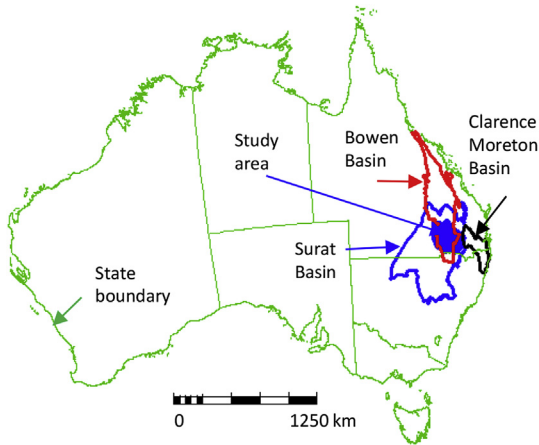 Study
area
Bowen
Basin
Clarence
Moreton
Basin
Surat
Basin
State
boundary
0 1250 km